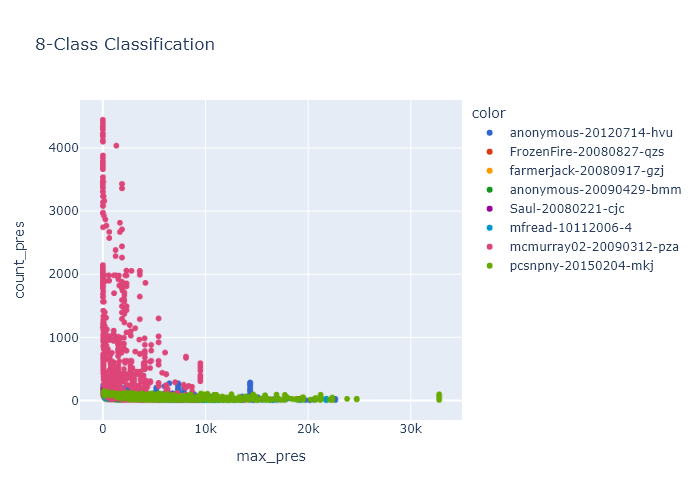 8-Class Classification
color
anonymous-20120714-hvu
FrozenFire-20080827-qzs
farmerjack-20080917-gzj
anonymous-20090429-bmm
Saul-20080221-cjc
mfread-10112006-4
mcmurray02-20090312-pza
pcsnpny-20150204-mkj
count_pres
4000
3000
2000
1000
0
0
10k
20k
30k
max_pres